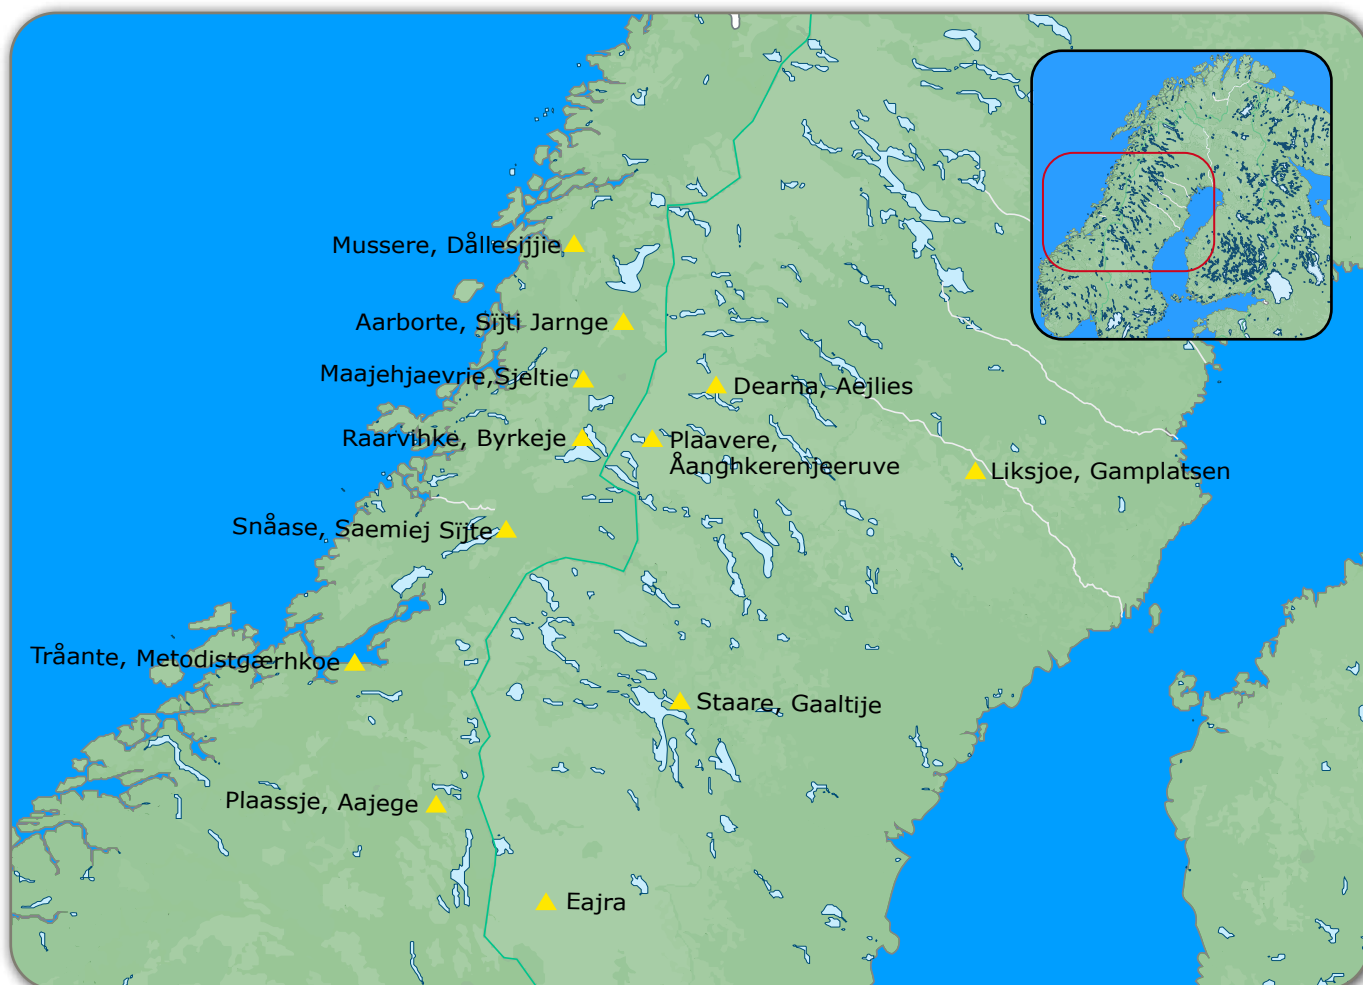 Mussere, Dållesijjie
Aarborte, Sïjti Jarnge
Maajehjaevrie,Sjeltie
Dearna, Aejlies
Raarvihke, Byrkeje
Plaavere,
Åanghkerenjeeruve
Liksjoe, Gamplatsen
Snåase, Saemiej Sïjte
Tråante, Metodistgærhkoe
Staare, Gaaltije
Plaassje, Aajege
Eajra